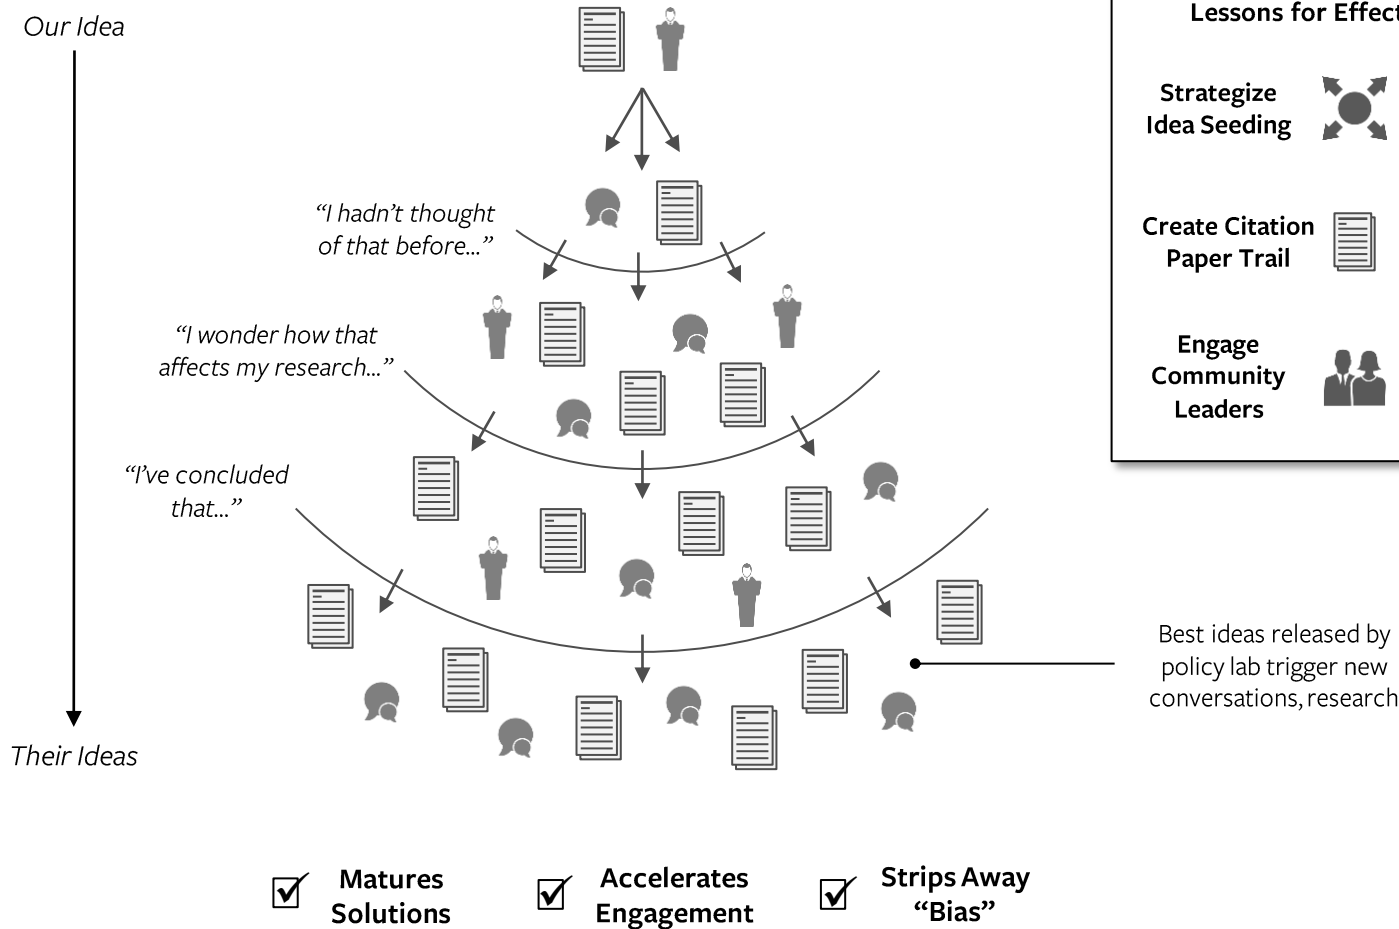 Our Idea
Lessons for Effect
Strategize
Idea Seeding
“I hadn’t thought
of that before...”
Create Citation
Paper Trail
“I wonder how that
affects my research...”
Engage
Community
Leaders
“I’ve concluded
that...”
Best ideas released by
policy lab trigger new
conversations, research
Their Ideas
Matures
Solutions
Accelerates
Engagement
Strips Away
“Bias”